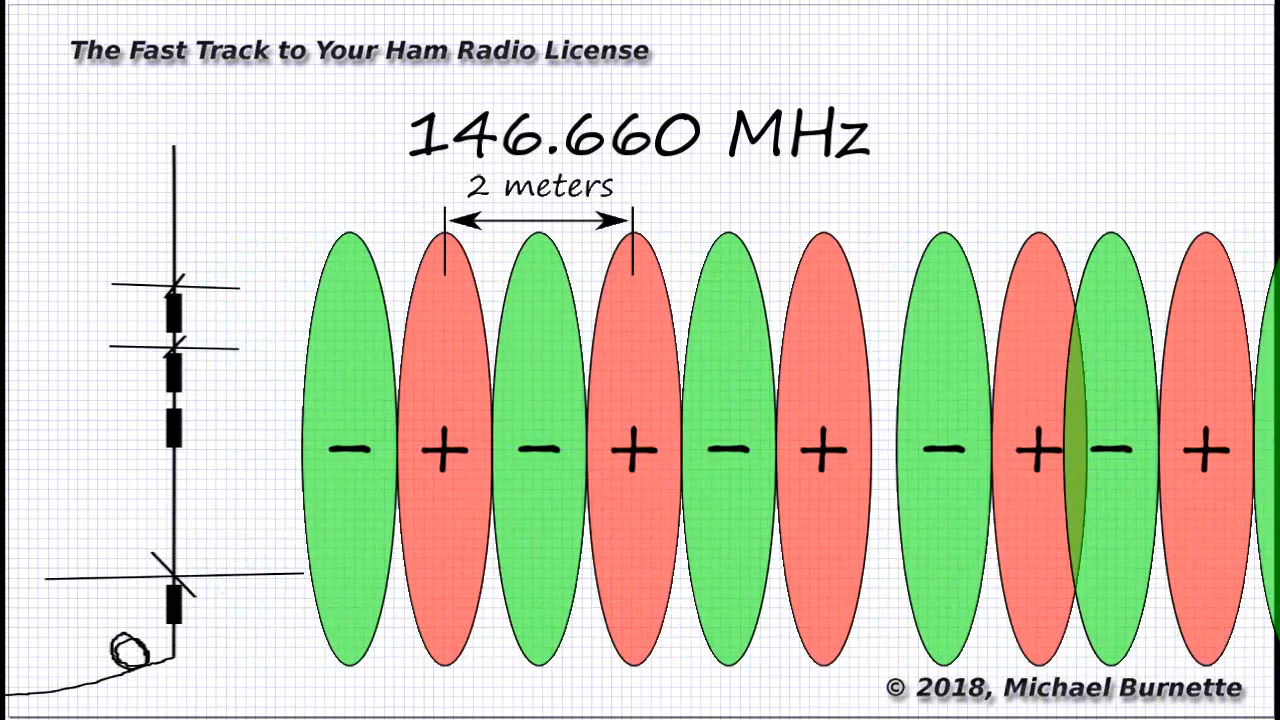 The Fast Track to Your Ham Radio License
146.660 MHz
2 meters
− + − + − + − + − +
© 2018, Michael Burnette